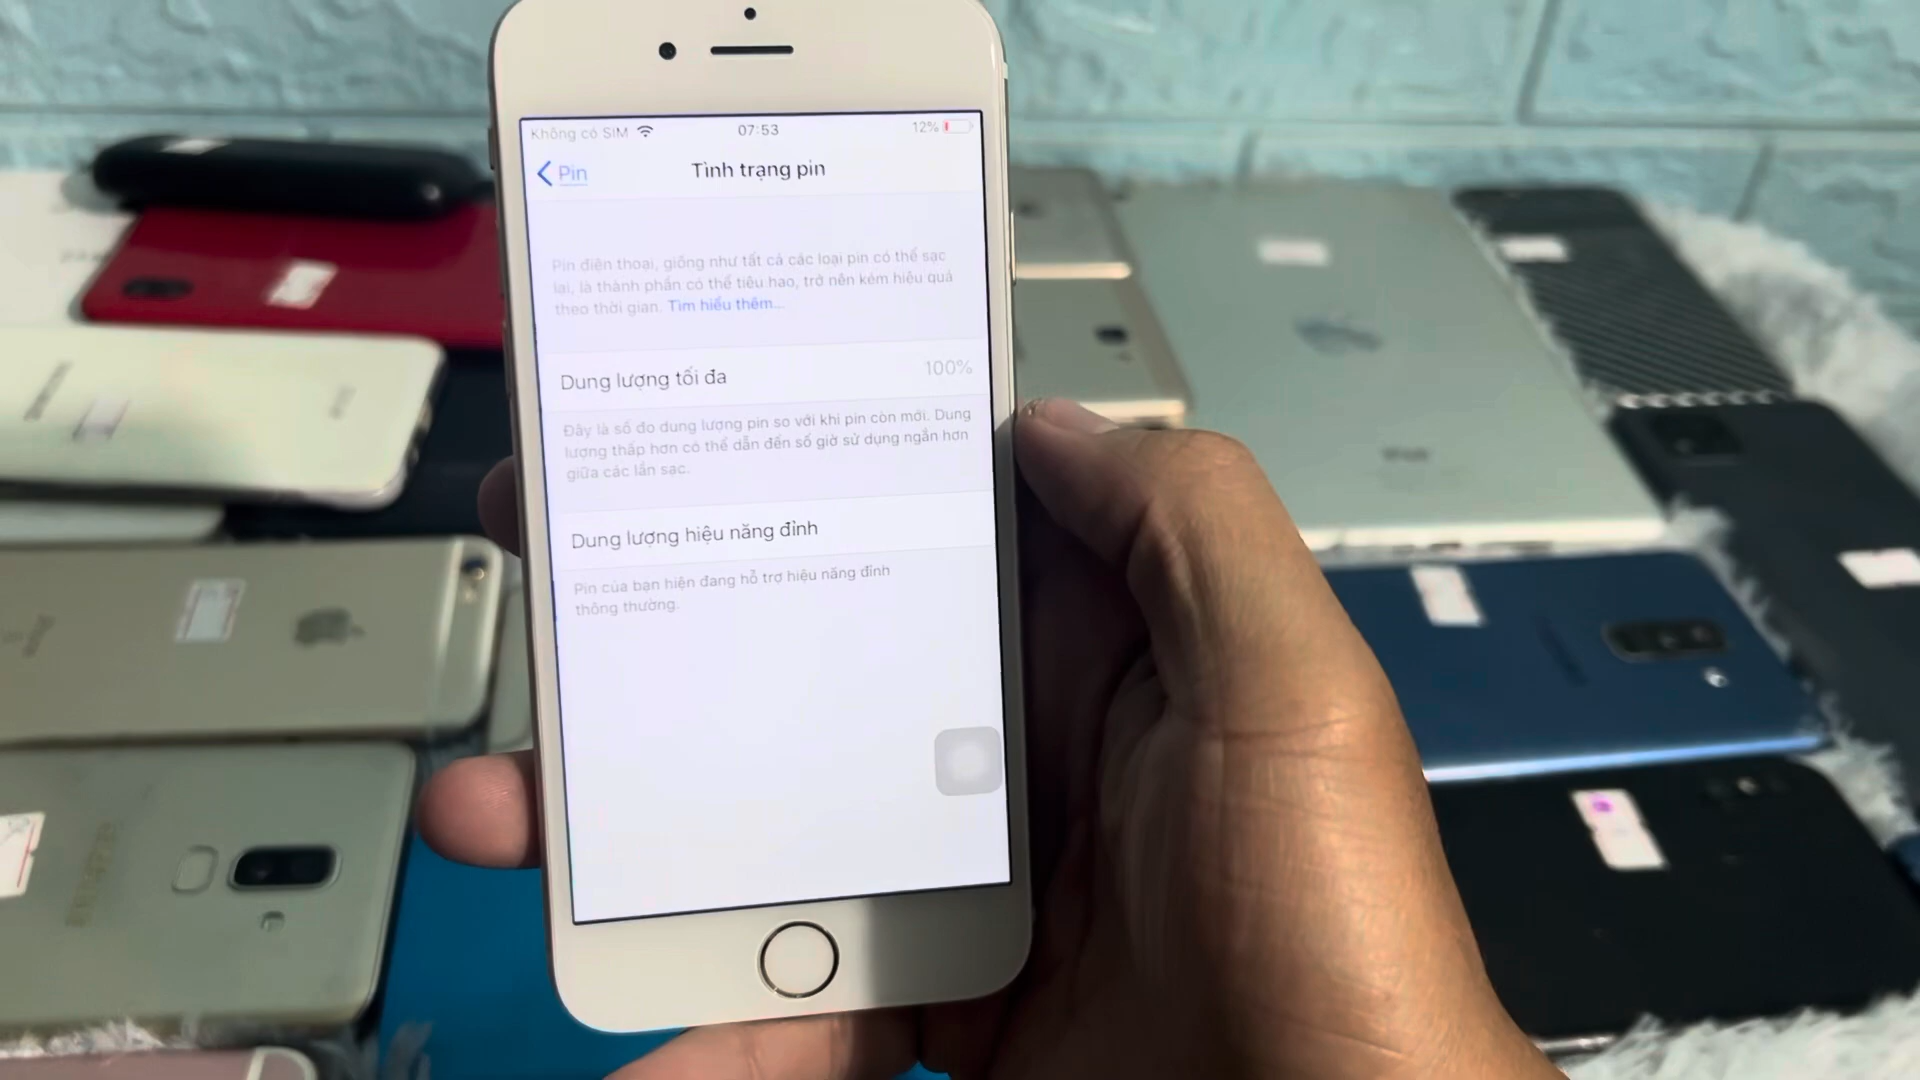 Không có SIM
07:53
12%
Pin
Tình trạng pin
Pin điện thoại, giống như tất cả các loại pin có thể sạc
lại, là thành phần có thể tiêu hao, trở nên kém hiệu quả
theo thời gian. Tìm hiểu thêm...
Dung lượng tối đa 100%
Đây là số đo dung lượng pin so với khi pin còn mới. Dung
lượng thấp hơn có thể dẫn đến số giờ sử dụng ngắn hơn
giữa các lần sạc.
Dung lượng hiệu năng đỉnh
Pin của bạn hiện đang hỗ trợ hiệu năng đỉnh
thông thường.